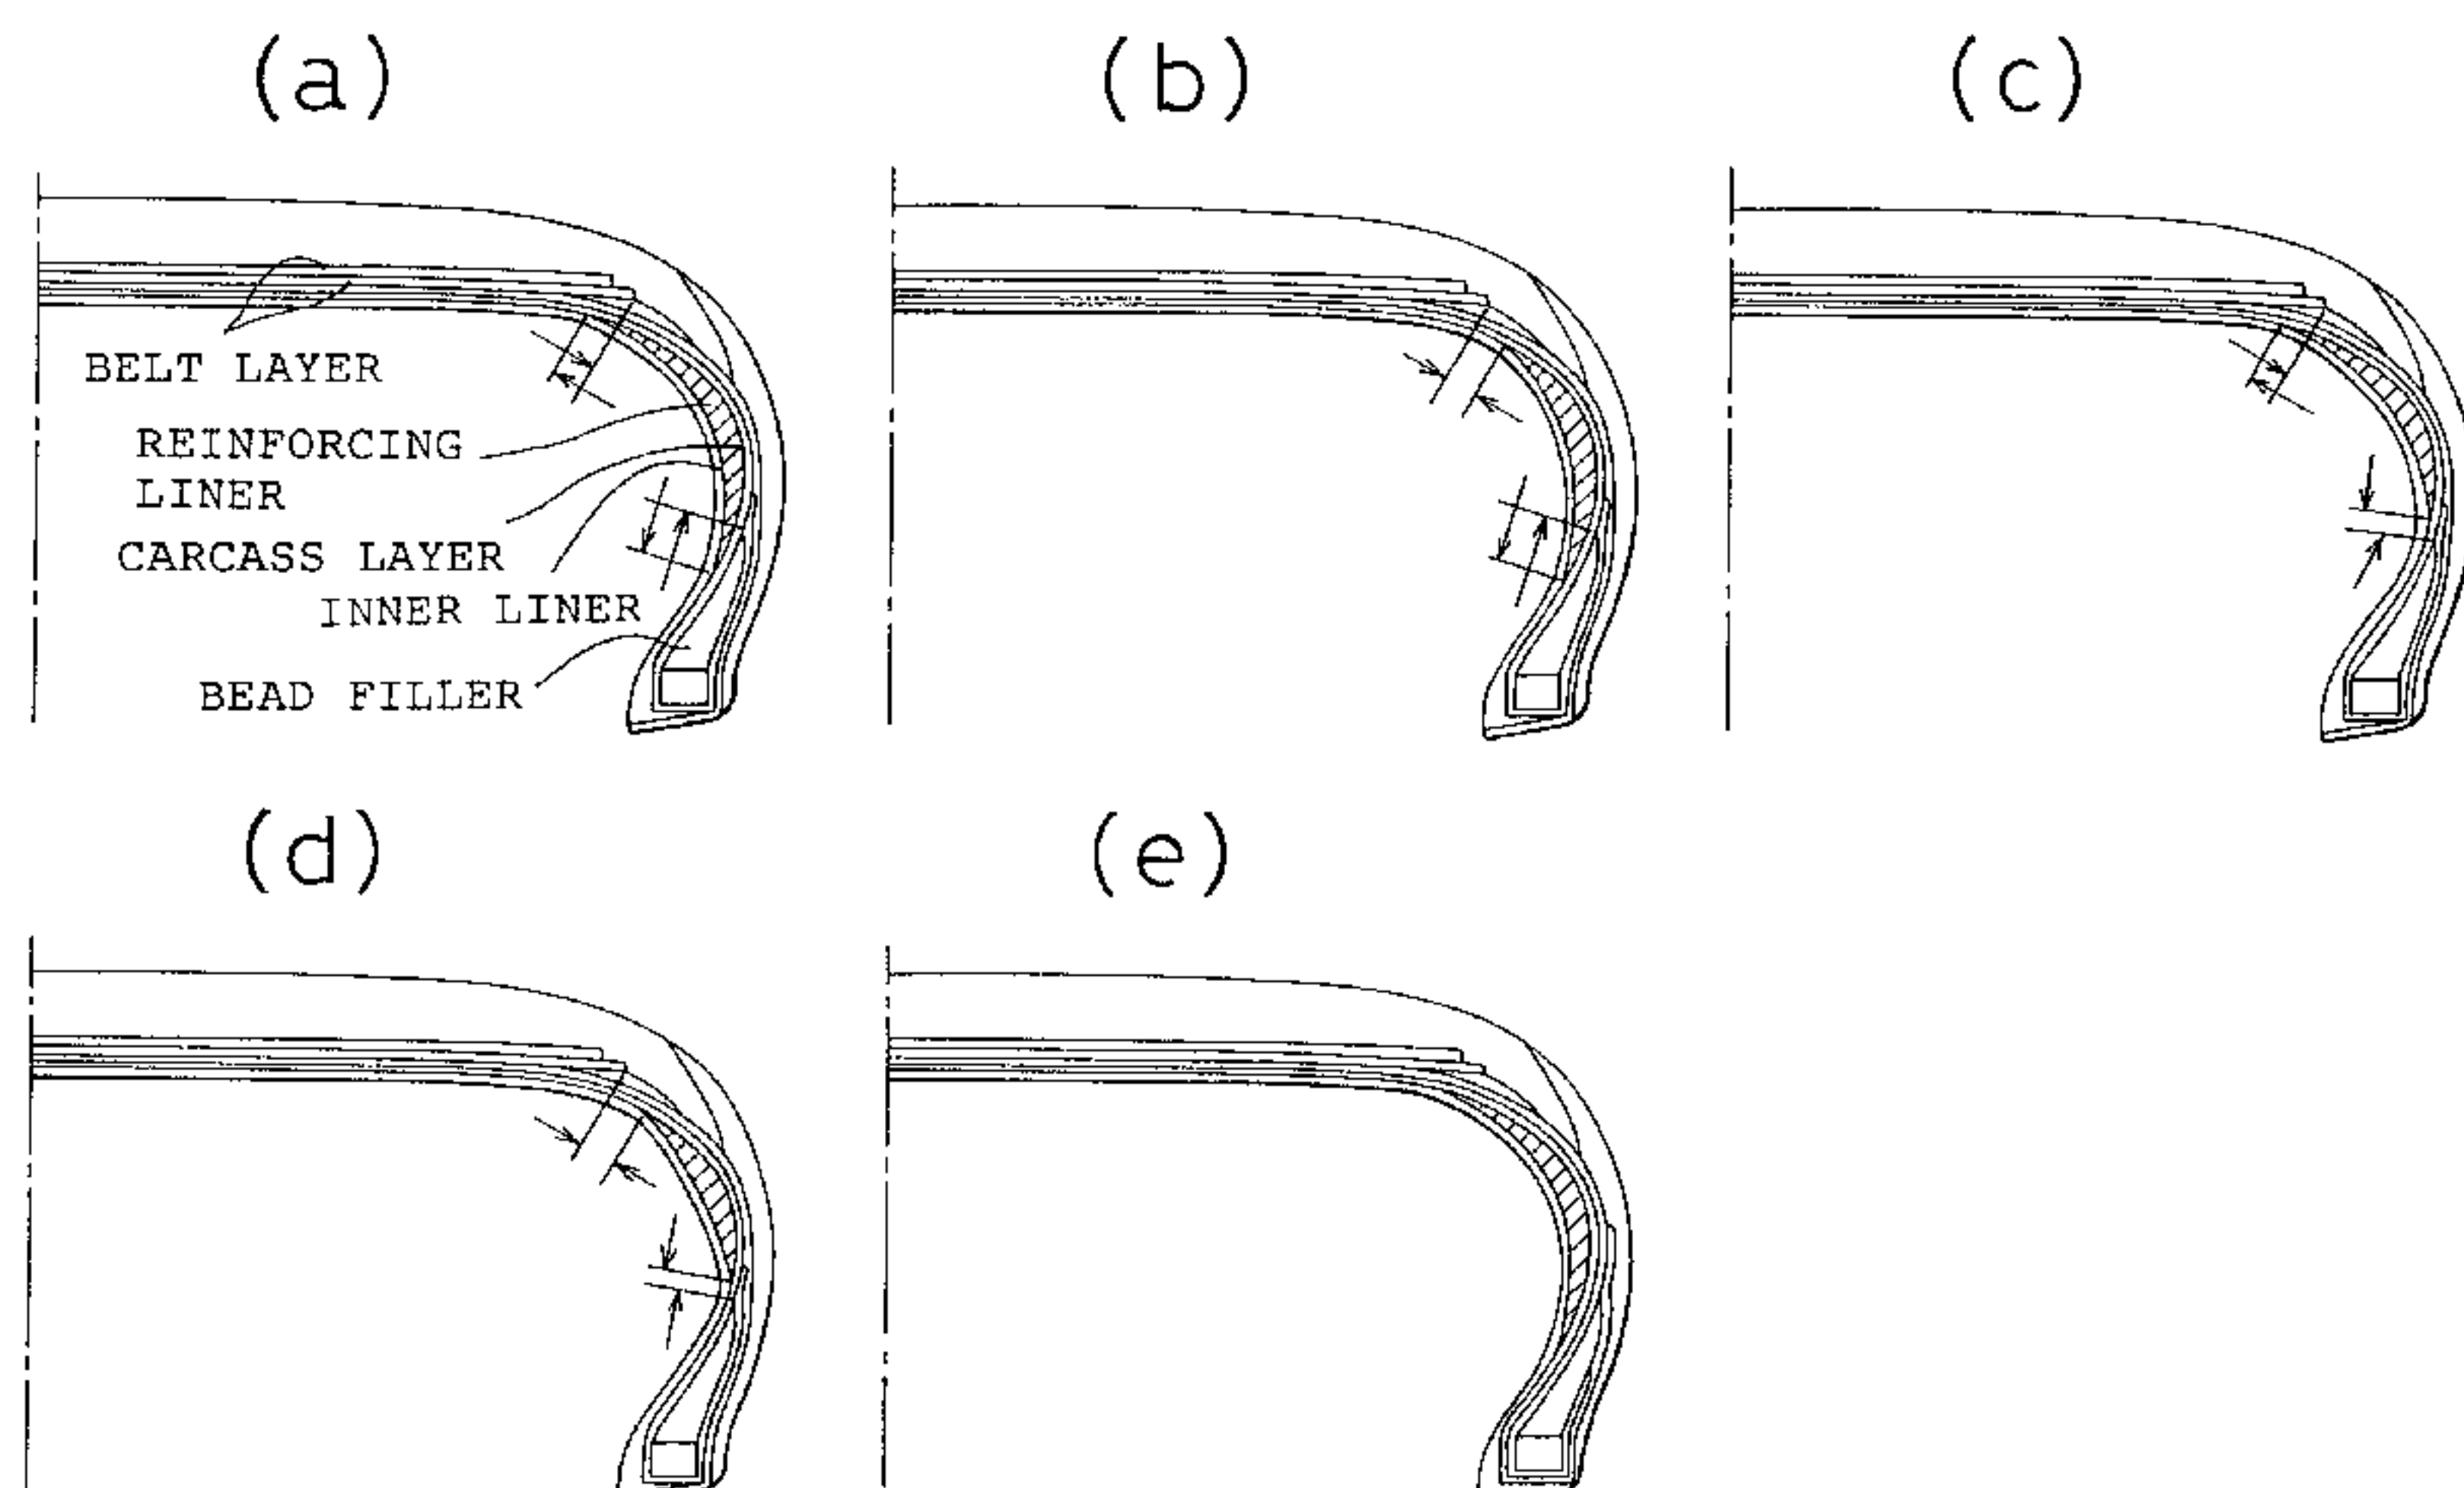 (a)
(b)
(c)
BELT LAYER
REINFORCING
LINER
CARCASS LAYER
INNER LINER
BEAD FILLER
(d)
(e)